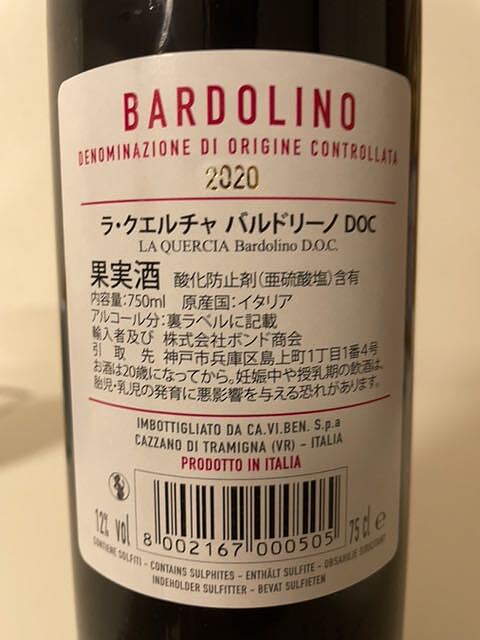 BARDOLINO
DENOMINAZIONE DI ORIGINE CONTROLLATA
2020
ラ・クエルチャ バルドリーノ DOC
LA QUERCIA Bardolino D.O.C.
果実酒 酸化防止剤(亜硫酸塩)含有
内容量:750ml 原産国:イタリア
アルコール分:裏ラベルに記載
輸入者及び 株式会社ボンド商会
引取先 神戸市兵庫区島上町1丁目1番4号
お酒は20歳になってから。妊娠中や授乳期の飲酒は、
胎児・乳児の発育に悪影響を与える恐れがあります。
IMBOTTIGLIATO DA CA.VI.BEN. S.p.a
CAZZANO DI TRAMIGNA (VR) - ITALIA
PRODOTTO IN ITALIA
12% vol
8 002167 000505
75 cl e
CONTIENE SOLFITI - CONTAINS SULPHITES - ENTHÄLT SULFITE - OBSAHUJE
INDEHOLDER SULFITTER - BEVAT SULFIETEN